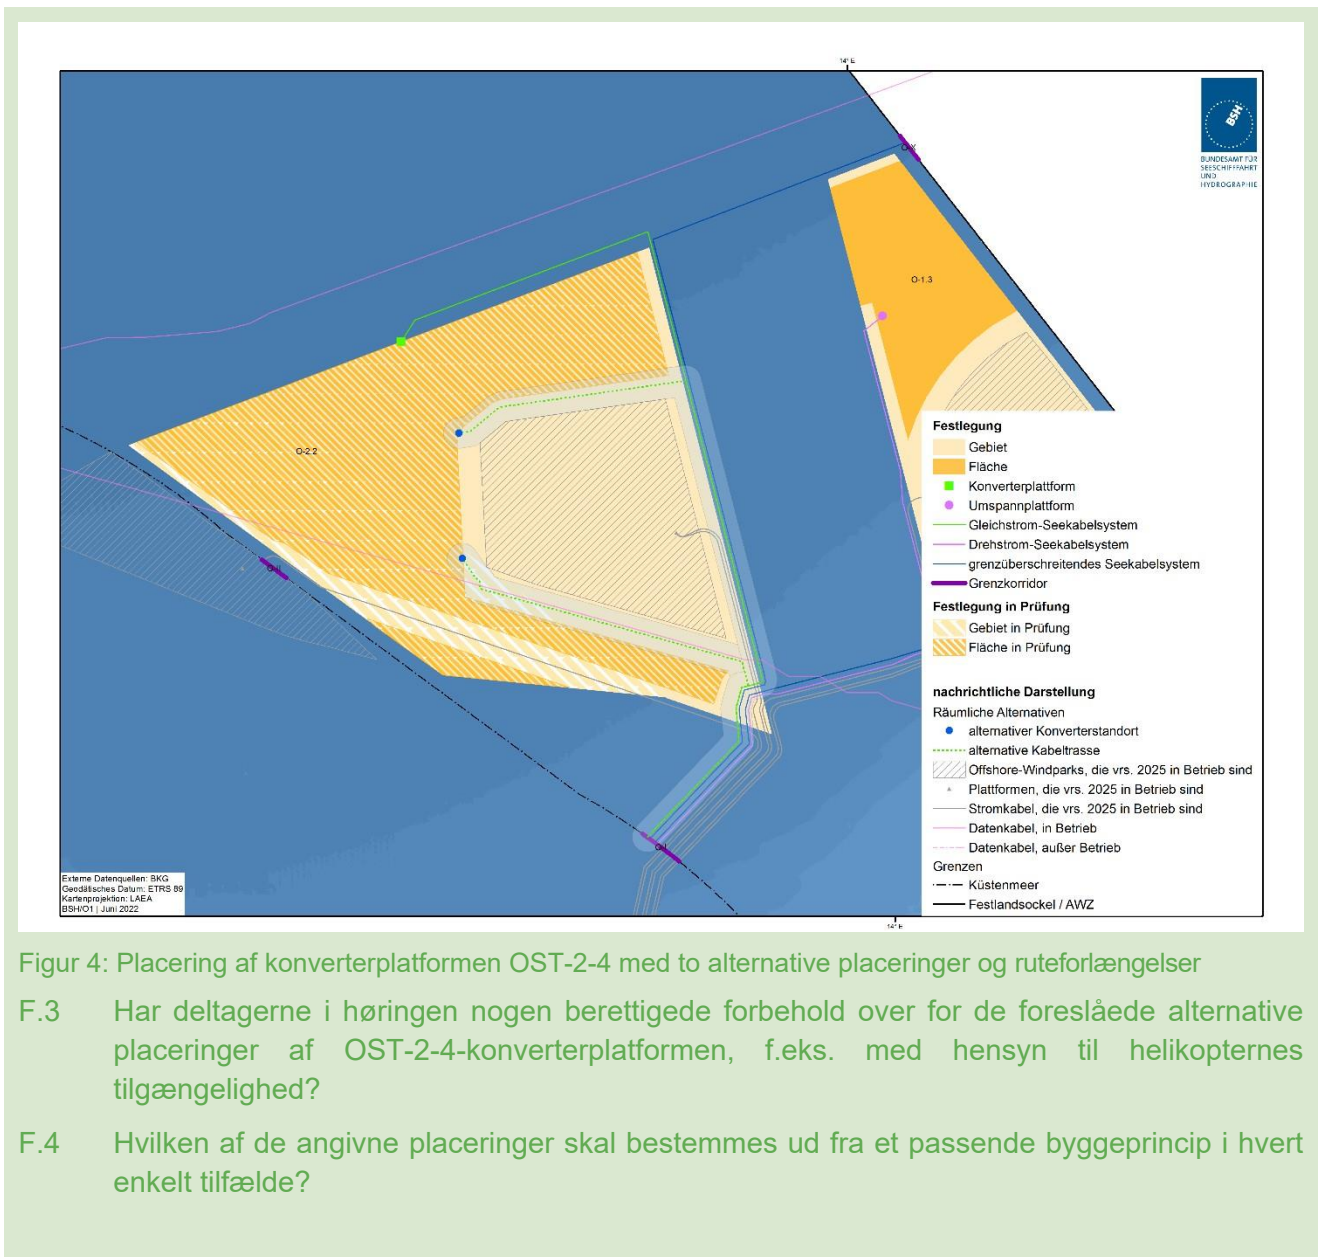 14° E
BSH
BUNDESAMT FÜR
SEESCHIFFFAHRT
UND
HYDROGRAPHIE
O-X
O-1.3
O-2.2
O-II
O-I
Festlegung
Gebiet
Fläche
Konverterplattform
Umspannplattform
Gleichstrom-Seekabelsystem
Drehstrom-Seekabelsystem
grenzüberschreitendes Seekabelsystem
Grenzkorridor
Festlegung in Prüfung
Gebiet in Prüfung
Fläche in Prüfung
nachrichtliche Darstellung
Räumliche Alternativen
alternativer Konverterstandort
alternative Kabeltrasse
Offshore-Windparks, die vrs. 2025 in Betrieb sind
Plattformen, die vrs. 2025 in Betrieb sind
Stromkabel, die vrs. 2025 in Betrieb sind
Datenkabel, in Betrieb
Datenkabel, außer Betrieb
Grenzen
Küstenmeer
Festlandsockel / AWZ
Externe Datenquellen: BKG
Geodätisches Datum: ETRS 89
Kartenprojektion: LAEA
BSH/O1 | Juni 2022
14° E
Figur 4: Placering af konverterplatformen OST-2-4 med to alternative placeringer og ruteforlængelser
F.3 Har deltagerne i høringen nogen berettigede forbehold over for de foreslåede alternative
placeringer af OST-2-4-konverterplatformen, f.eks. med hensyn til helikopternes
tilgængelighed?
F.4 Hvilken af de angivne placeringer skal bestemmes ud fra et passende byggeprincip i hvert
enkelt tilfælde?